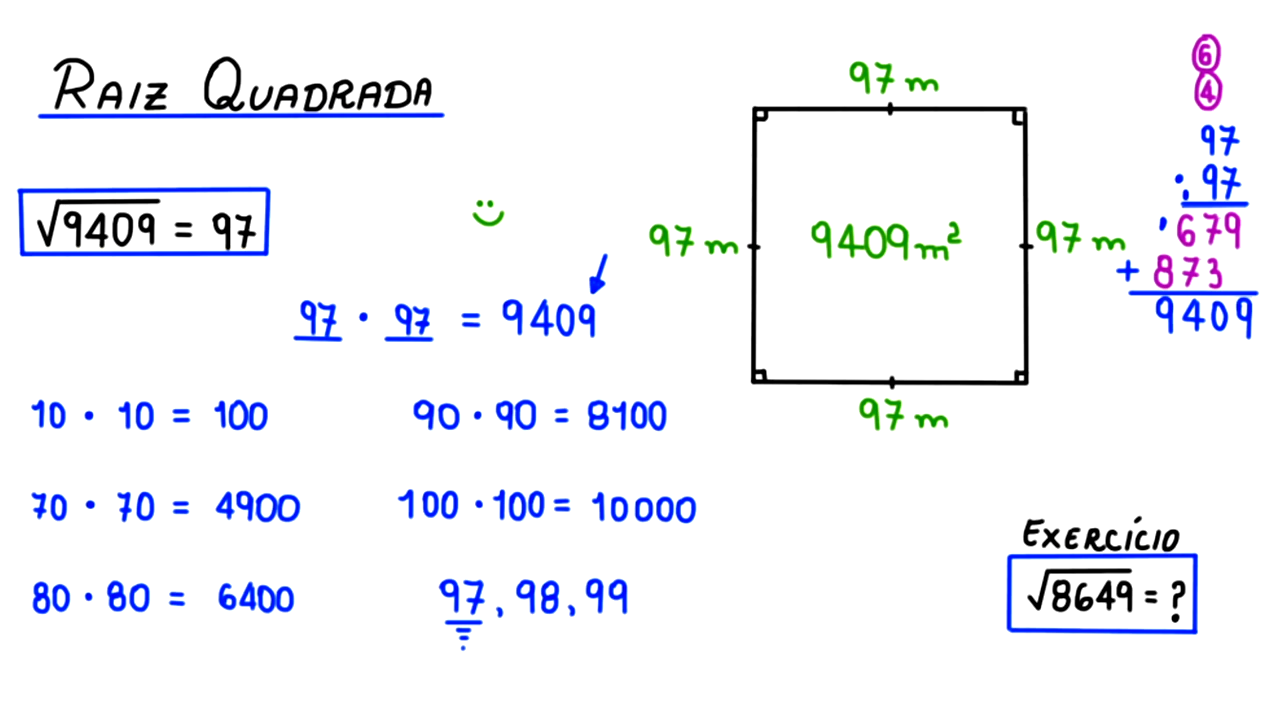 RAIZ QUADRADA
√9409 = 97
97 · 97 = 9409
10 · 10 = 100
70 · 70 = 4900
80 · 80 = 6400
90 · 90 = 8100
100 · 100 = 10000
97, 98, 99
97 m
97 m
9409 m²
97 m
97 m
6
4
97
· 97
679
+ 873
9409
EXERCÍCIO
√8649 = ?